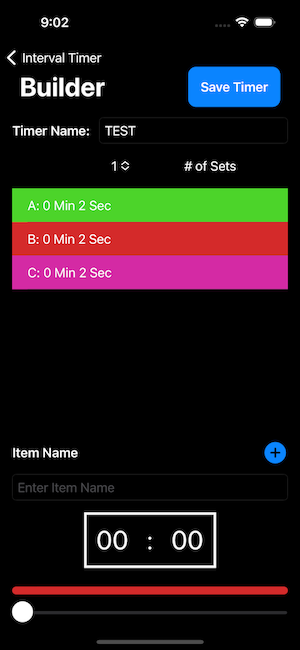 9:02
Interval Timer
Builder
Save Timer
Timer Name: TEST
1 # of Sets
A: 0 Min 2 Sec
B: 0 Min 2 Sec
C: 0 Min 2 Sec
Item Name
Enter Item Name
00 : 00